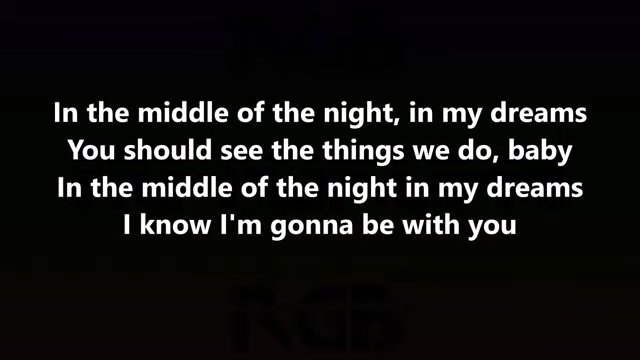 In the middle of the night, in my dreams
You should see the things we do, baby
In the middle of the night in my dreams
I know I'm gonna be with you